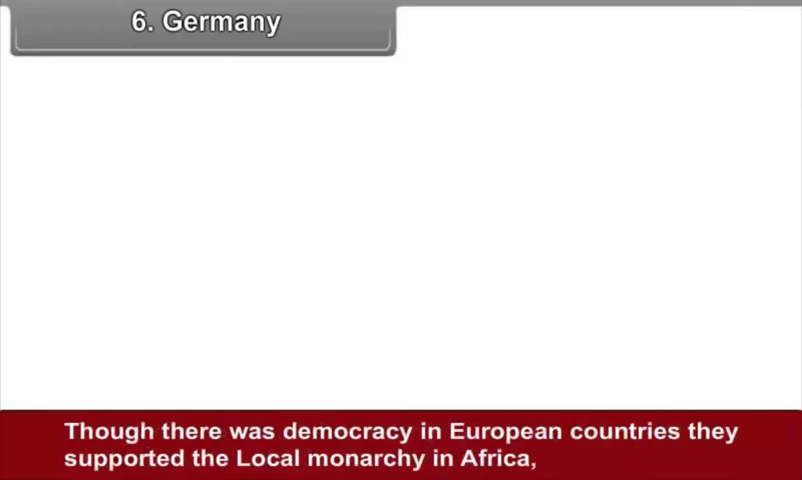 6. Germany
Though there was democracy in European countries they
supported the Local monarchy in Africa,